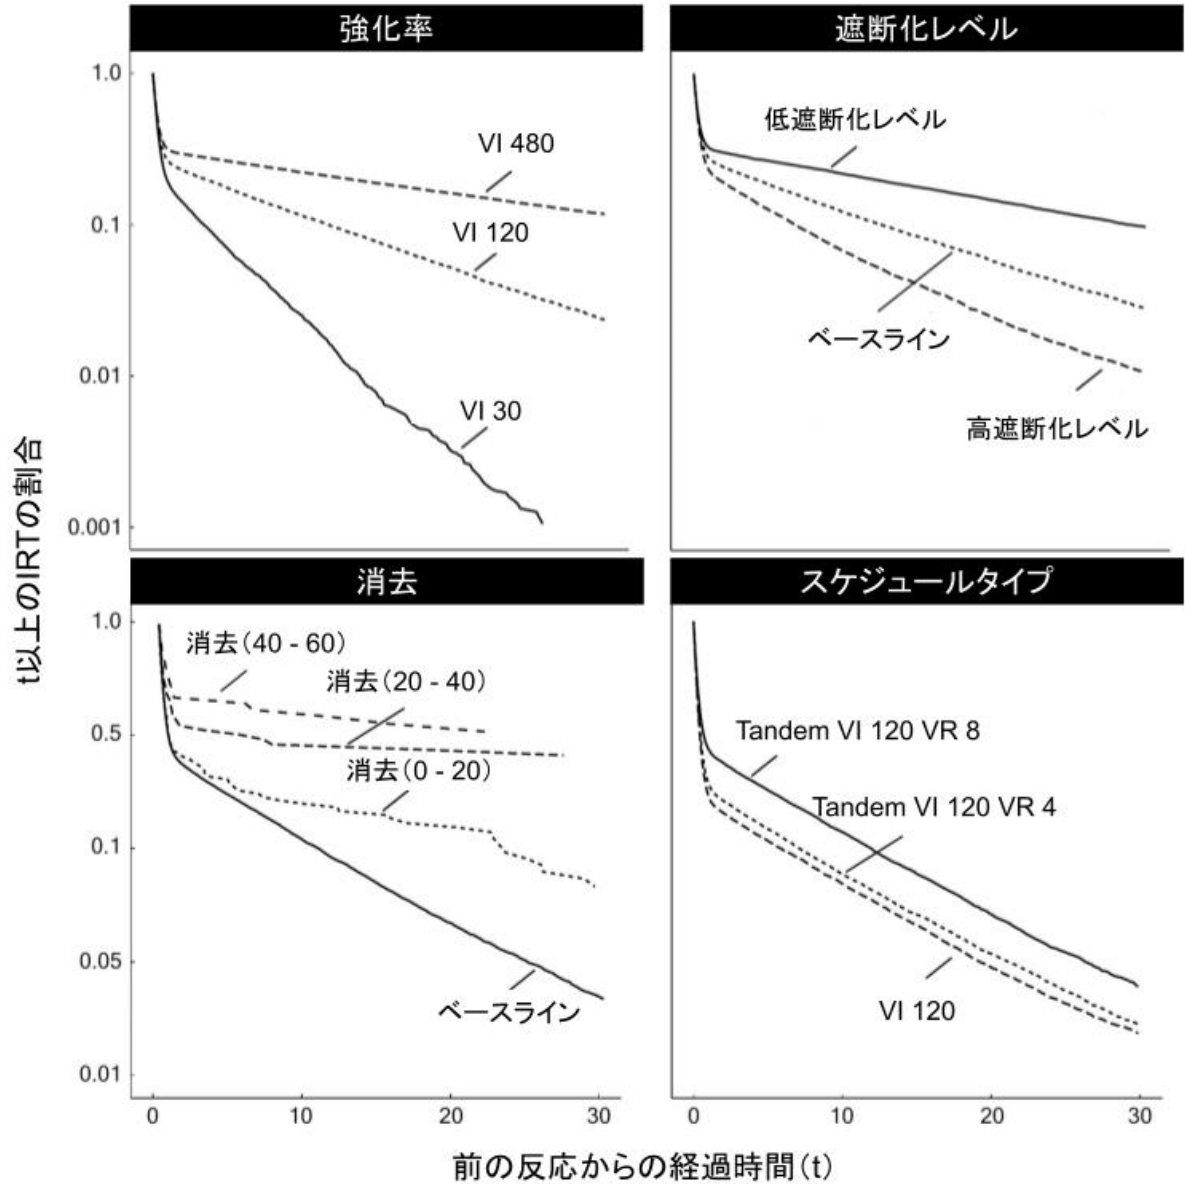 強化率
1.0
0.1
0.01
0.001
VI 480
VI 120
VI 30
遮断化レベル
低遮断化レベル
ベースライン
高遮断化レベル
t以上のIRTの割合
消去
1.0
0.5
0.1
0.05
0.01
消去(40 - 60)
消去(20 - 40)
消去(0 - 20)
ベースライン
0
10
20
30
スケジュールタイプ
Tandem VI 120 VR 8
Tandem VI 120 VR 4
VI 120
0
10
20
30
前の反応からの経過時間(t)